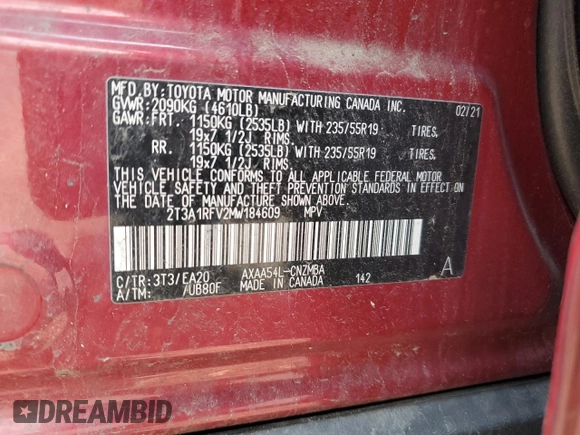 MFD. BY: TOYOTA MOTOR MANUFACTURING CANADA INC.
GVWR: 2090KG (4610LB) 02/21
GAWR: FRT. 1150KG (2535LB) WITH 235/55R19 TIRES,
19x7 1/2J RIMS.
RR. 1150KG (2535LB) WITH 235/55R19 TIRES,
19x7 1/2J RIMS.
THIS VEHICLE CONFORMS TO ALL APPLICABLE FEDERAL MOTOR
VEHICLE SAFETY AND THEFT PREVENTION STANDARDS IN EFFECT ON
THE DATE OF MANUFACTURE SHOWN ABOVE.
2T3A1RFV2MW184609 MPV
C/TR: 3T3/EA20 AXAA54L-CNZMBA A
A/TM: /UB80F MADE IN CANADA 142
DREAMBID